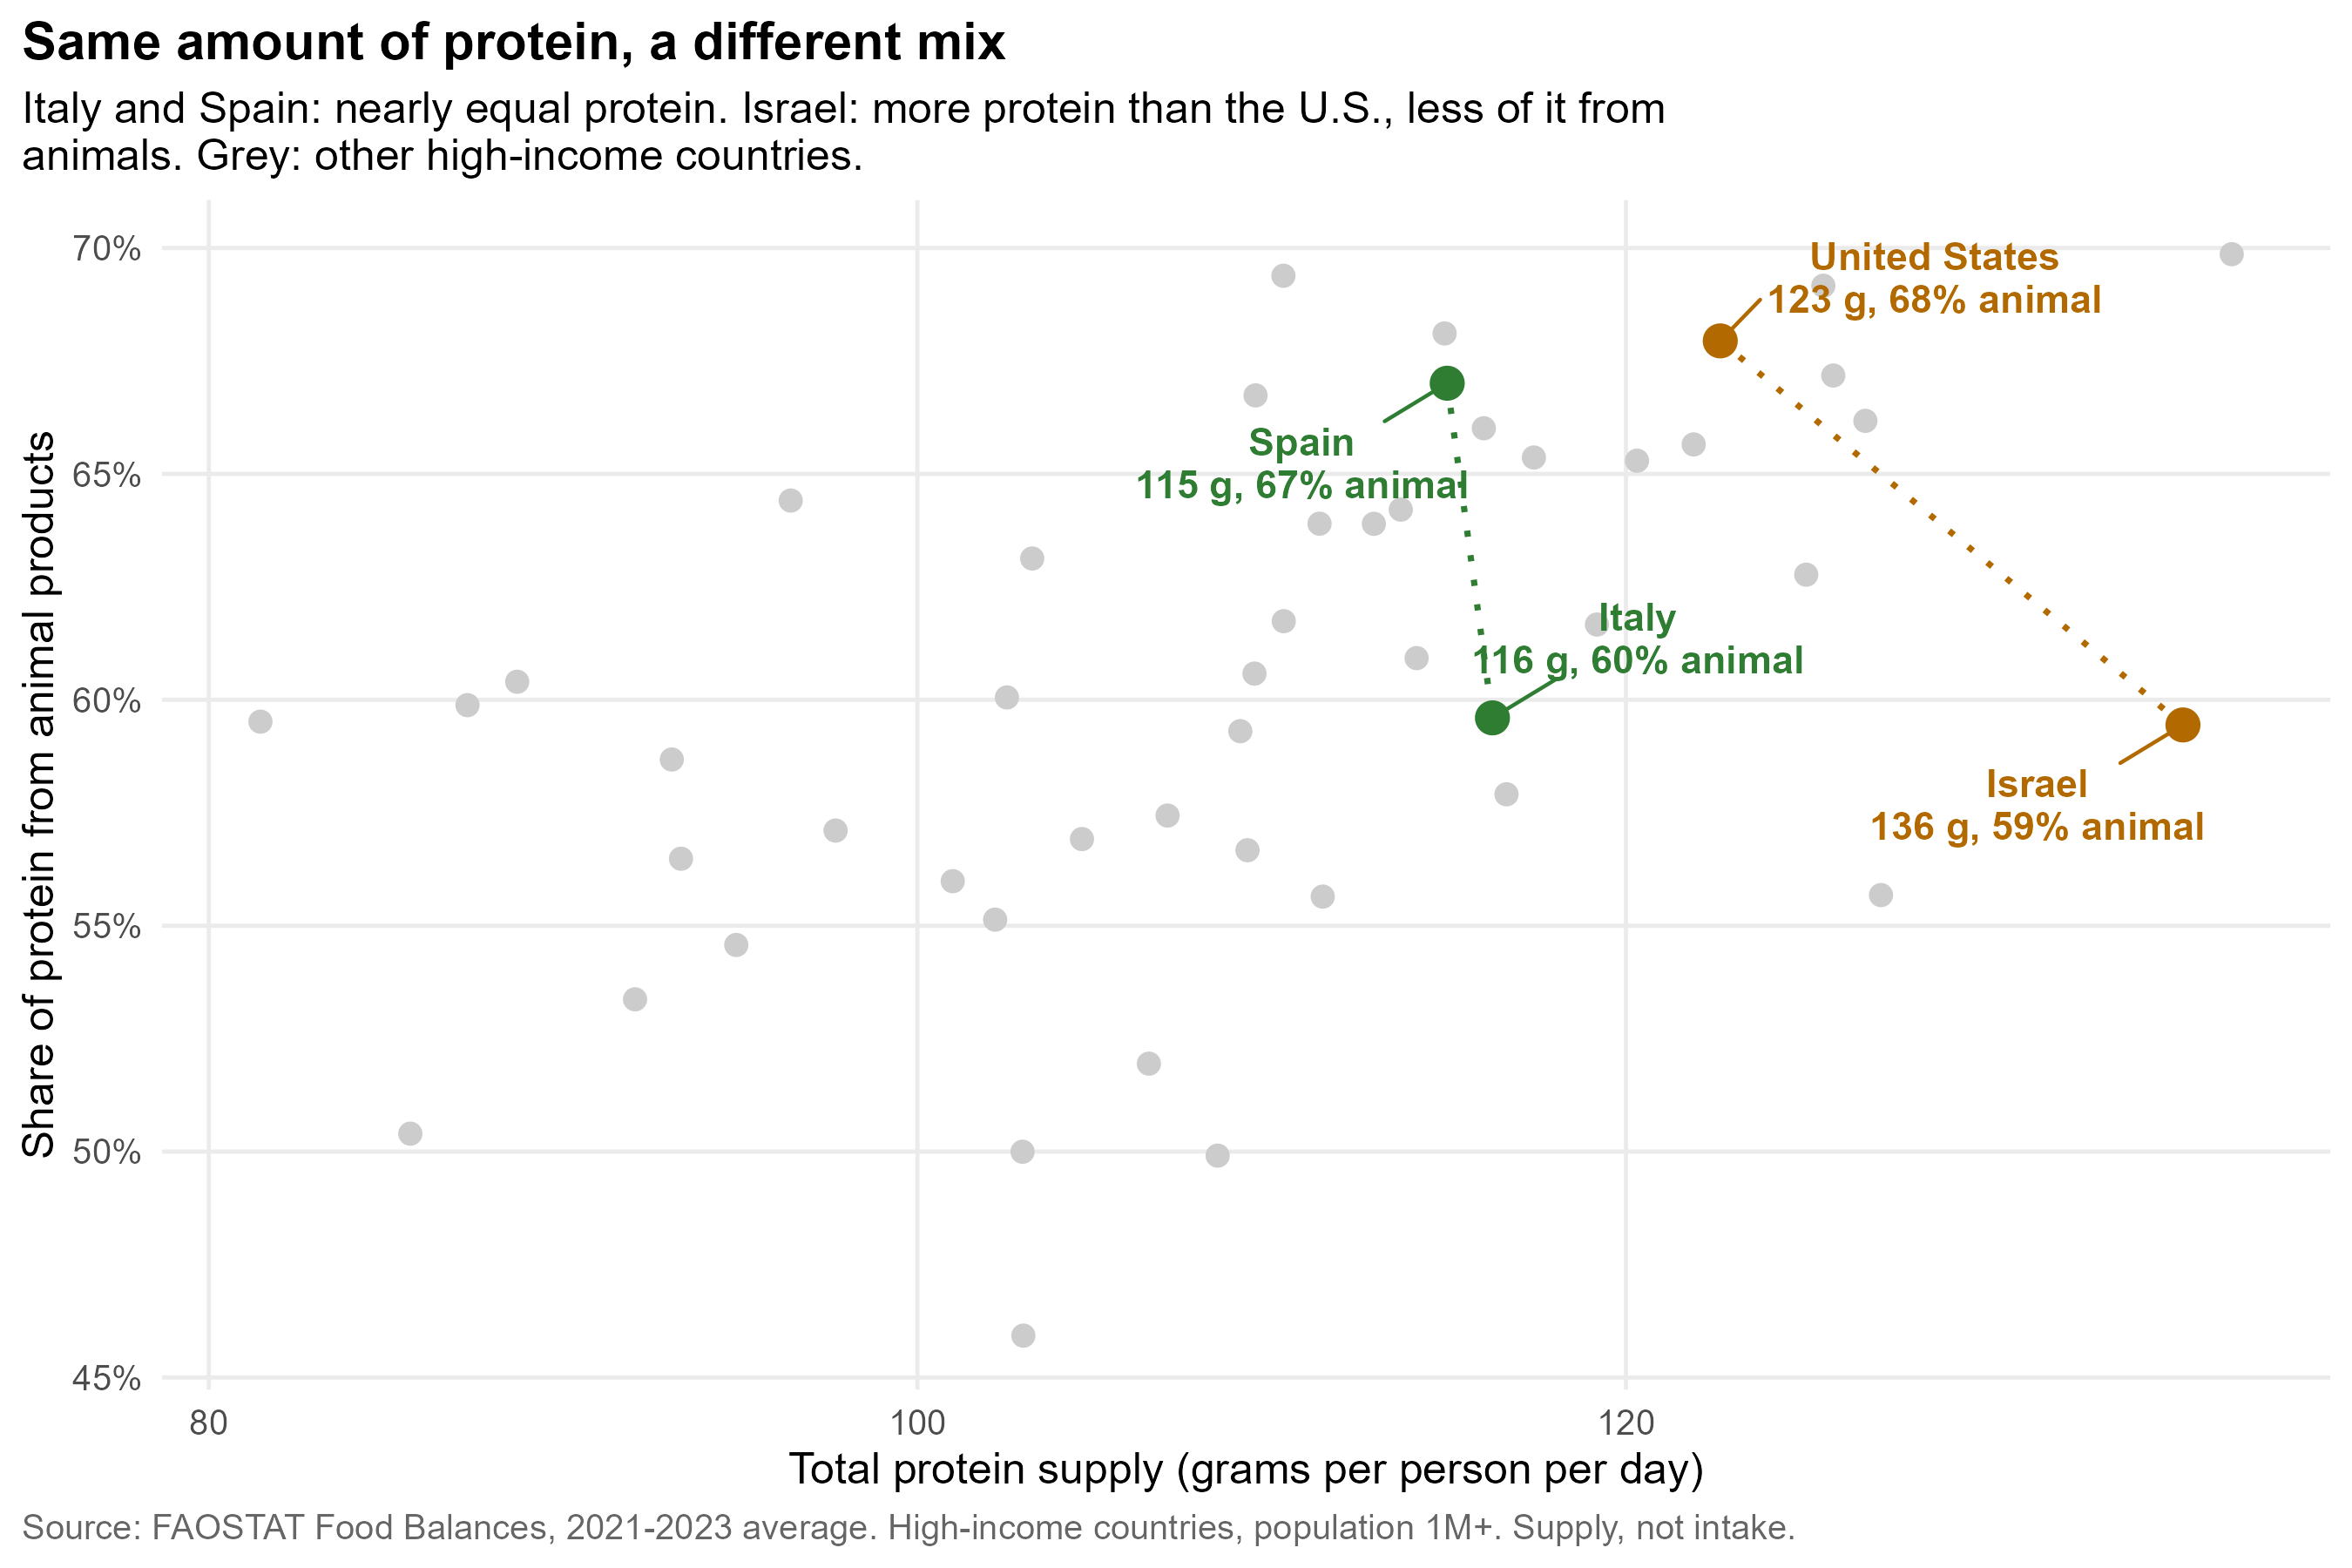 Same amount of protein, a different mix
Italy and Spain: nearly equal protein. Israel: more protein than the U.S., less of it from
animals. Grey: other high-income countries.
Share of protein from animal products
70%
65%
60%
55%
50%
45%
United States
123 g, 68% animal
Spain
115 g, 67% animal
Italy
116 g, 60% animal
Israel
136 g, 59% animal
80
100
120
Total protein supply (grams per person per day)
Source: FAOSTAT Food Balances, 2021-2023 average. High-income countries, population 1M+. Supply, not intake.